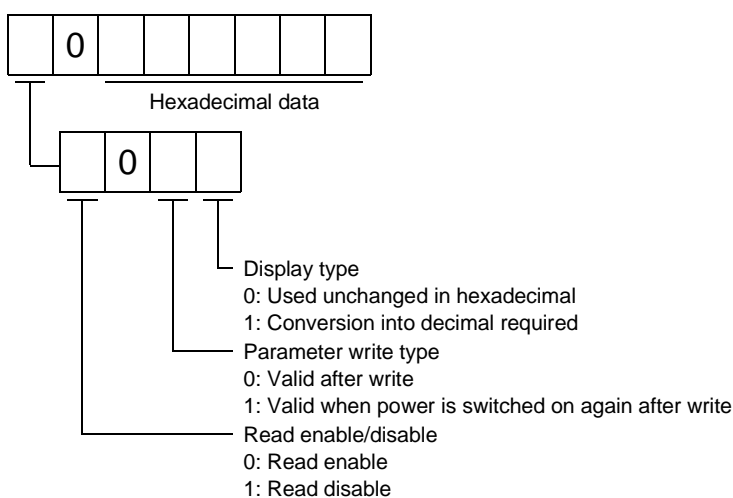 0
Hexadecimal data
0
Display type
0: Used unchanged in hexadecimal
1: Conversion into decimal required
Parameter write type
0: Valid after write
1: Valid when power is switched on again after write
Read enable/disable
0: Read enable
1: Read disable